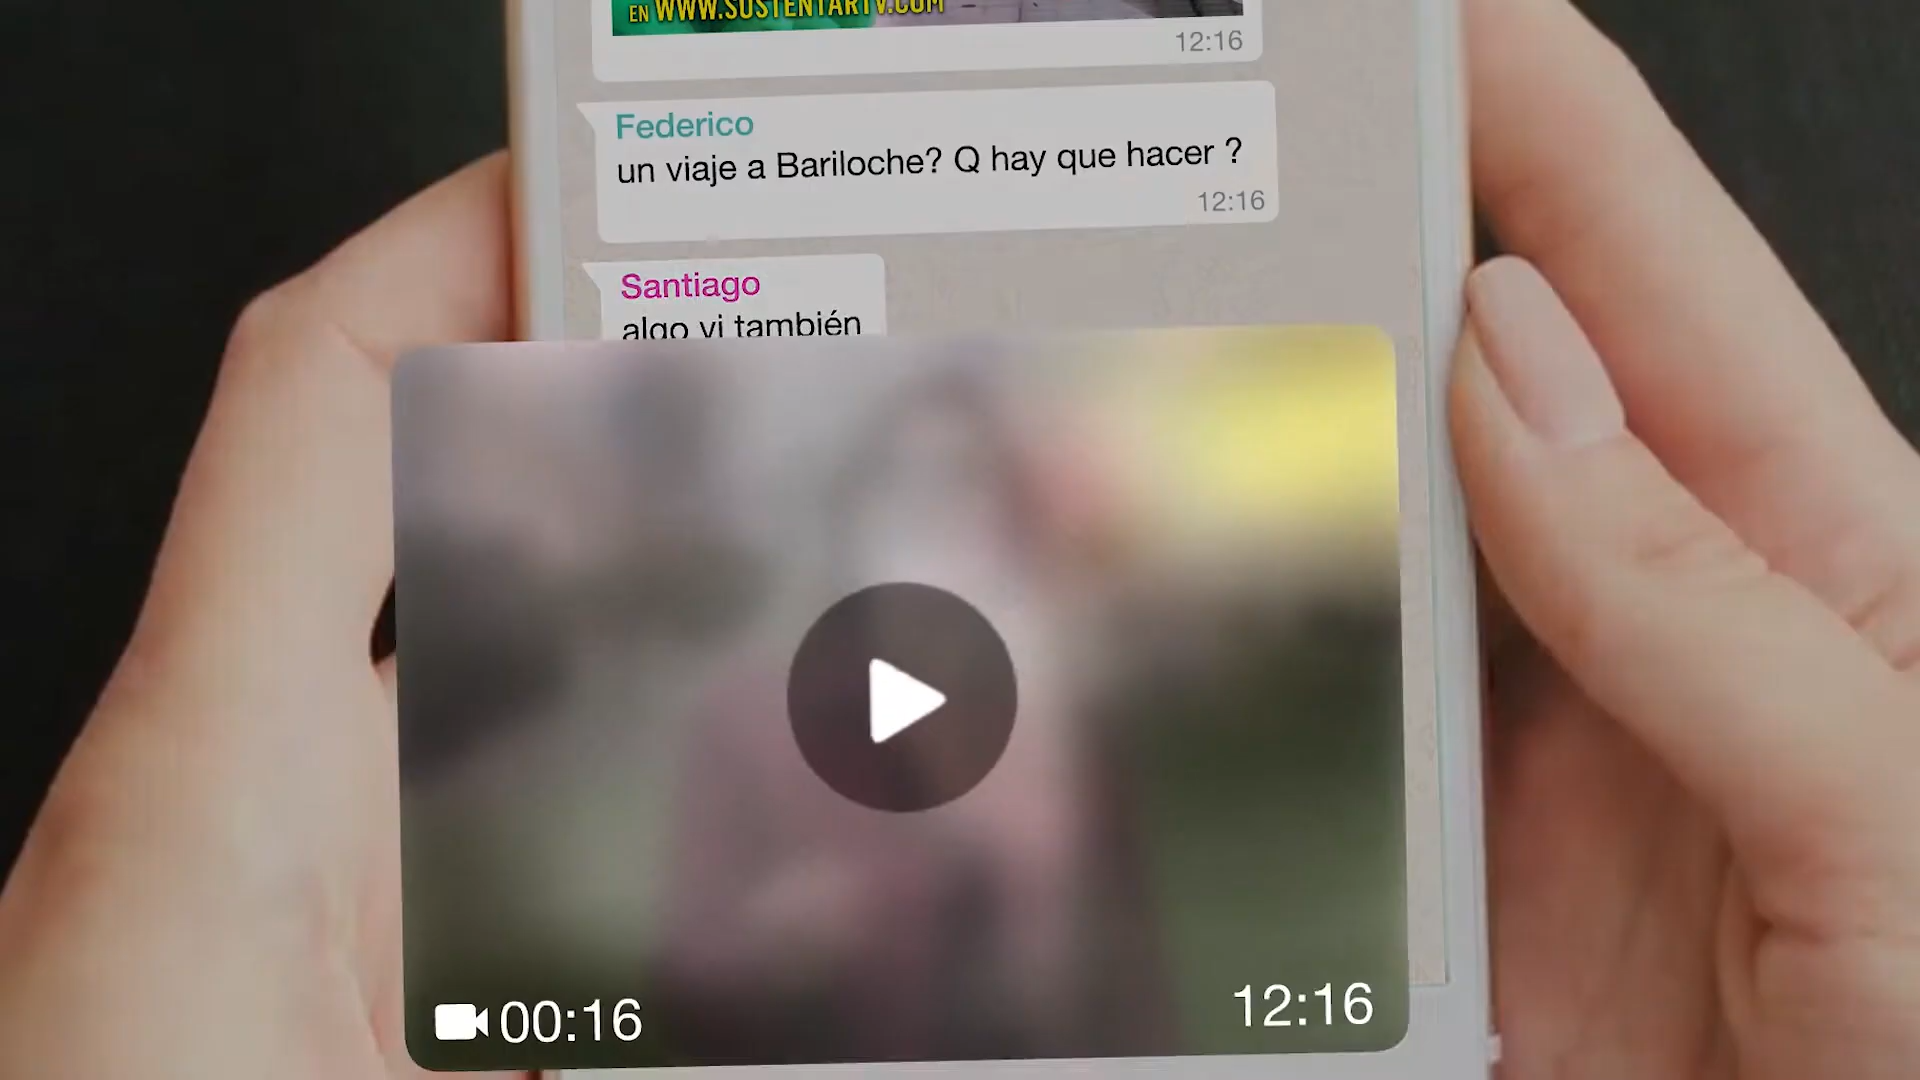 EN WWW.SUSTENTARTV.COM
12:16
Federico
un viaje a Bariloche? Q hay que hacer ?
12:16
Santiago
algo vi también
00:16
12:16